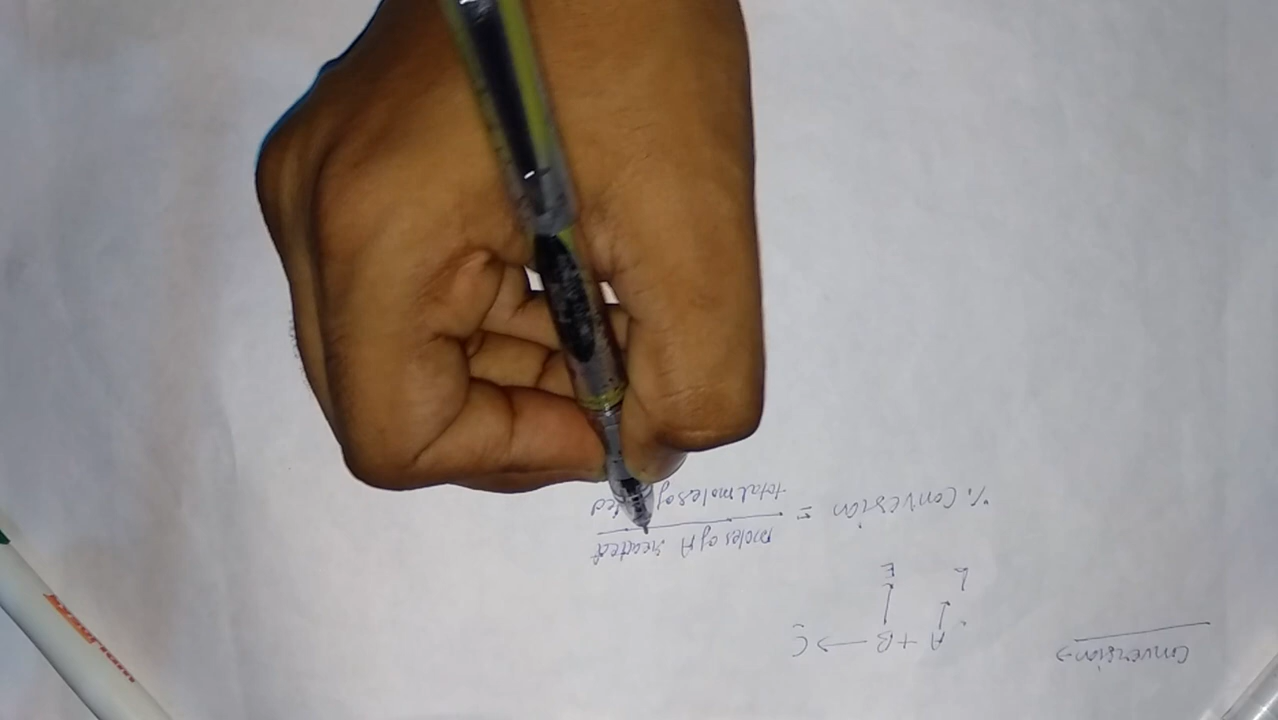 Conversion →
A + B → C
L E
% Conversion = moles of A reacted
total moles of